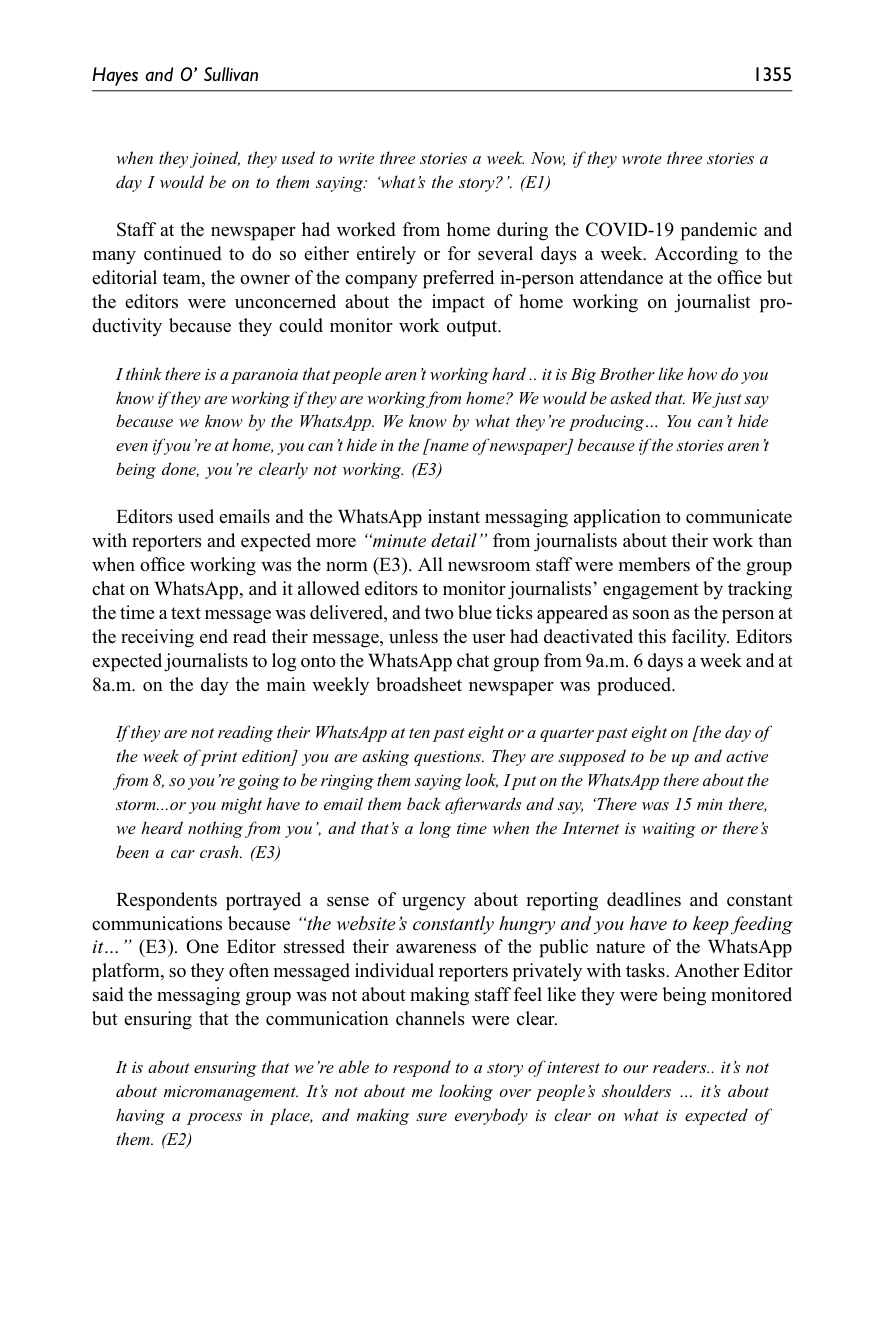 Hayes and O’ Sullivan 1355
when they joined, they used to write three stories a week. Now, if they wrote three stories a
day I would be on to them saying: ‘what’s the story?’. (E1)
Staff at the newspaper had worked from home during the COVID-19 pandemic and
many continued to do so either entirely or for several days a week. According to the
editorial team, the owner of the company preferred in-person attendance at the office but
the editors were unconcerned about the impact of home working on journalist pro-
ductivity because they could monitor work output.
I think there is a paranoia that people aren’t working hard .. it is Big Brother like how do you
know if they are working if they are working from home? We would be asked that. We just say
because we know by the WhatsApp. We know by what they’re producing… You can’t hide
even if you’re at home, you can’t hide in the [name of newspaper] because if the stories aren’t
being done, you’re clearly not working. (E3)
Editors used emails and the WhatsApp instant messaging application to communicate
with reporters and expected more “minute detail” from journalists about their work than
when office working was the norm (E3). All newsroom staff were members of the group
chat on WhatsApp, and it allowed editors to monitor journalists’ engagement by tracking
the time a text message was delivered, and two blue ticks appeared as soon as the person at
the receiving end read their message, unless the user had deactivated this facility. Editors
expected journalists to log onto the WhatsApp chat group from 9a.m. 6 days a week and at
8a.m. on the day the main weekly broadsheet newspaper was produced.
If they are not reading their WhatsApp at ten past eight or a quarter past eight on [the day of
the week of print edition] you are asking questions. They are supposed to be up and active
from 8, so you’re going to be ringing them saying look, I put on the WhatsApp there about the
storm...or you might have to email them back afterwards and say, ‘There was 15 min there,
we heard nothing from you’, and that’s a long time when the Internet is waiting or there’s
been a car crash. (E3)
Respondents portrayed a sense of urgency about reporting deadlines and constant
communications because “the website’s constantly hungry and you have to keep feeding
it…” (E3). One Editor stressed their awareness of the public nature of the WhatsApp
platform, so they often messaged individual reporters privately with tasks. Another Editor
said the messaging group was not about making staff feel like they were being monitored
but ensuring that the communication channels were clear.
It is about ensuring that we’re able to respond to a story of interest to our readers.. it’s not
about micromanagement. It’s not about me looking over people’s shoulders … it’s about
having a process in place, and making sure everybody is clear on what is expected of
them. (E2)